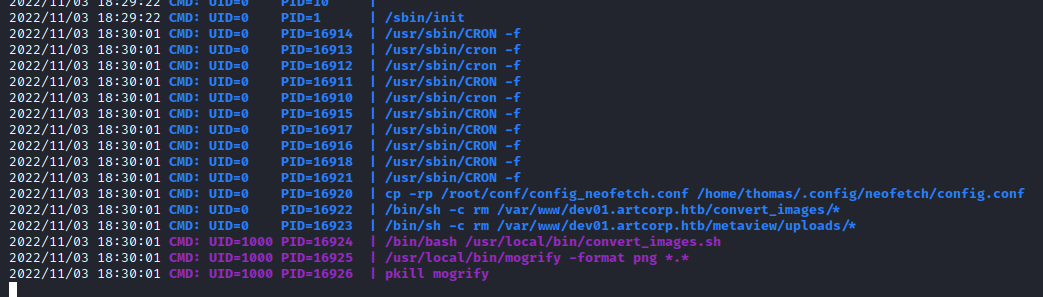 2022/11/03 18:29:22 CMD: UID=0 PID=10 |
2022/11/03 18:29:22 CMD: UID=0 PID=1 | /sbin/init
2022/11/03 18:30:01 CMD: UID=0 PID=16914 | /usr/sbin/CRON -f
2022/11/03 18:30:01 CMD: UID=0 PID=16913 | /usr/sbin/cron -f
2022/11/03 18:30:01 CMD: UID=0 PID=16912 | /usr/sbin/cron -f
2022/11/03 18:30:01 CMD: UID=0 PID=16911 | /usr/sbin/CRON -f
2022/11/03 18:30:01 CMD: UID=0 PID=16910 | /usr/sbin/cron -f
2022/11/03 18:30:01 CMD: UID=0 PID=16915 | /usr/sbin/CRON -f
2022/11/03 18:30:01 CMD: UID=0 PID=16917 | /usr/sbin/CRON -f
2022/11/03 18:30:01 CMD: UID=0 PID=16916 | /usr/sbin/CRON -f
2022/11/03 18:30:01 CMD: UID=0 PID=16918 | /usr/sbin/CRON -f
2022/11/03 18:30:01 CMD: UID=0 PID=16921 | /usr/sbin/CRON -f
2022/11/03 18:30:01 CMD: UID=0 PID=16920 | cp -rp /root/conf/config_neofetch.conf /home/thomas/.config/neofetch/config.conf
2022/11/03 18:30:01 CMD: UID=0 PID=16922 | /bin/sh -c rm /var/www/dev01.artcorp.htb/convert_images/*
2022/11/03 18:30:01 CMD: UID=0 PID=16923 | /bin/sh -c rm /var/www/dev01.artcorp.htb/metaview/uploads/*
2022/11/03 18:30:01 CMD: UID=1000 PID=16924 | /bin/bash /usr/local/bin/convert_images.sh
2022/11/03 18:30:01 CMD: UID=1000 PID=16925 | /usr/local/bin/mogrify -format png *.*
2022/11/03 18:30:01 CMD: UID=1000 PID=16926 | pkill mogrify